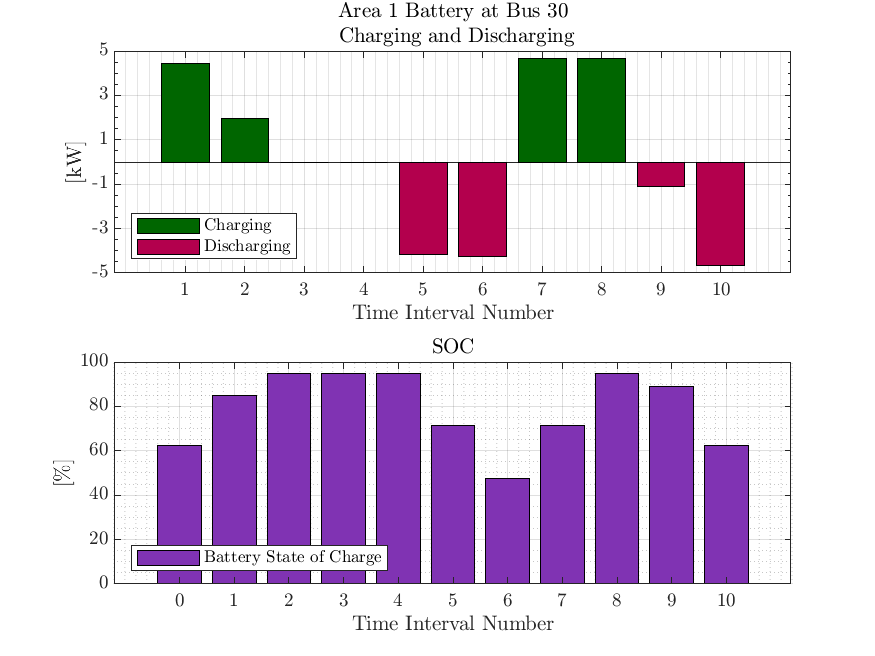 Area 1 Battery at Bus 30
Charging and Discharging
5
3
1
-1
-3
-5
[kW]
Charging
Discharging
1 2 3 4 5 6 7 8 9 10
Time Interval Number
SOC
100
80
60
40
20
0
[%]
Battery State of Charge
0 1 2 3 4 5 6 7 8 9 10
Time Interval Number